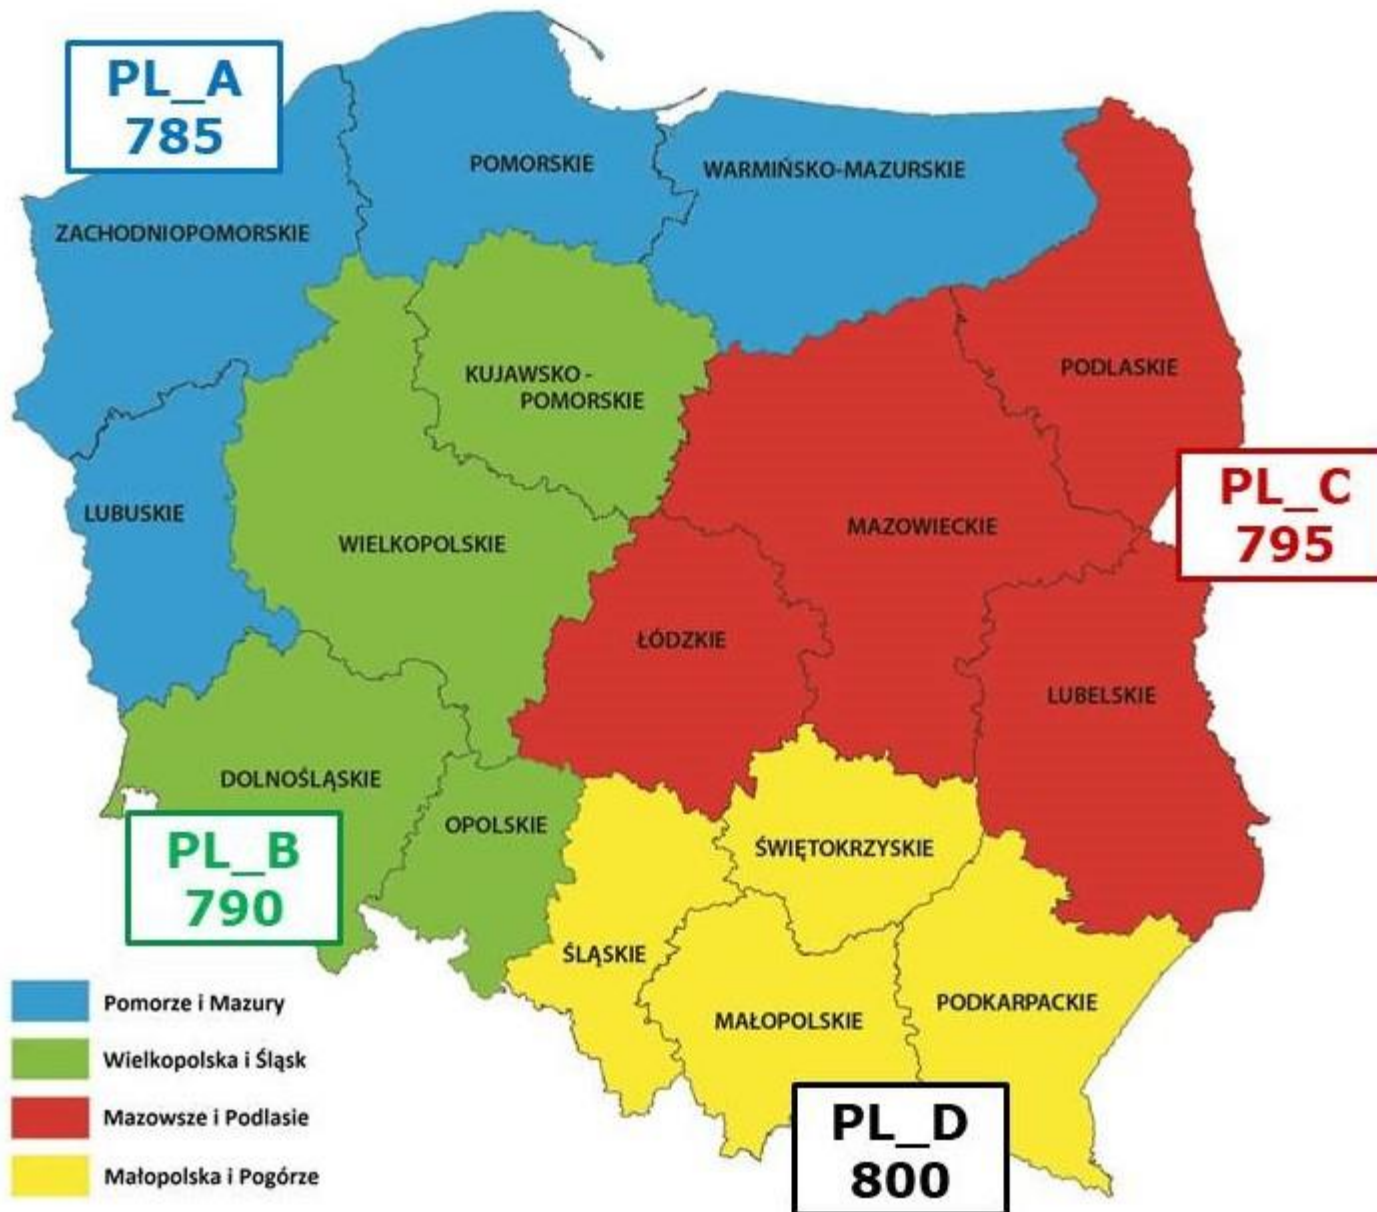 PL_A
785
POMORSKIE
WARMIŃSKO-MAZURSKIE
ZACHODNIOPOMORSKIE
KUJAWSKO -
POMORSKIE
PODLASKIE
LUBUSKIE
WIELKOPOLSKIE
MAZOWIECKIE
PL_C
795
ŁÓDZKIE
LUBELSKIE
DOLNOŚLĄSKIE
OPOLSKIE
ŚWIĘTOKRZYSKIE
PL_B
790
ŚLĄSKIE
MAŁOPOLSKIE
PODKARPACKIE
PL_D
800
Pomorze i Mazury
Wielkopolska i Śląsk
Mazowsze i Podlasie
Małopolska i Pogórze